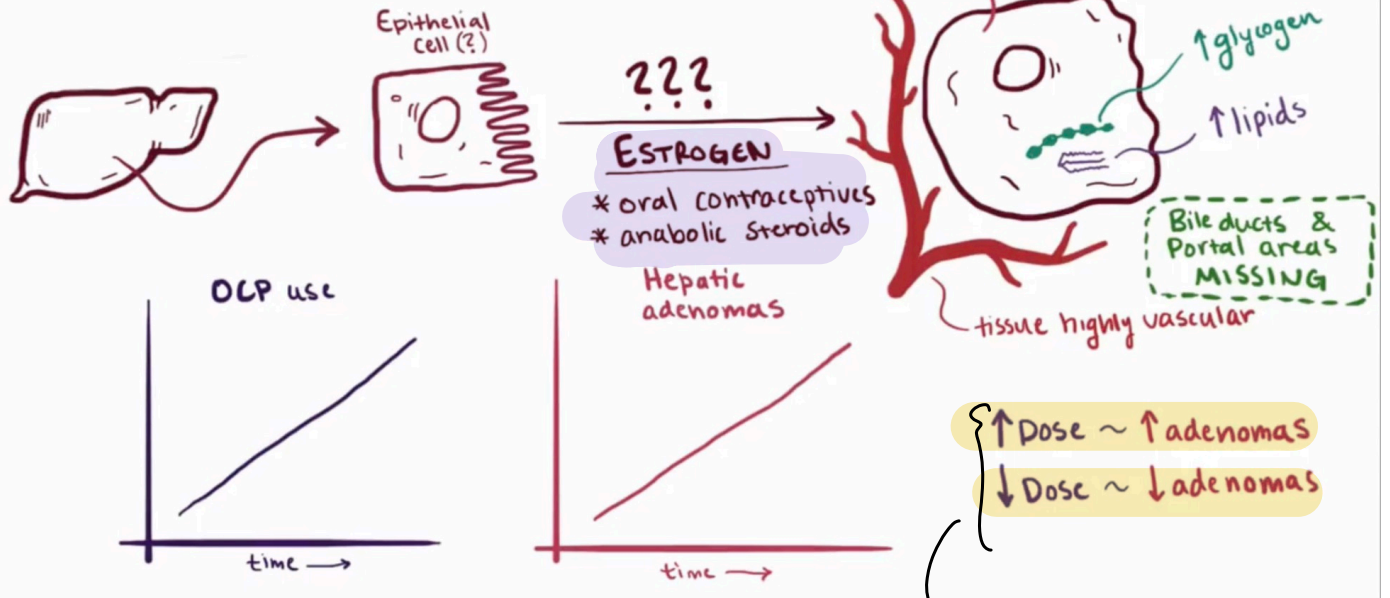 Epithelial
cell (?)
???
ESTROGEN
* oral contraceptives
* anabolic steroids
↑glycogen
↑lipids
Bile ducts &
Portal areas
MISSING
tissue highly vascular
OCP use
time →
Hepatic
adenomas
time →
↑Dose ~ ↑adenomas
↓Dose ~ ↓adenomas